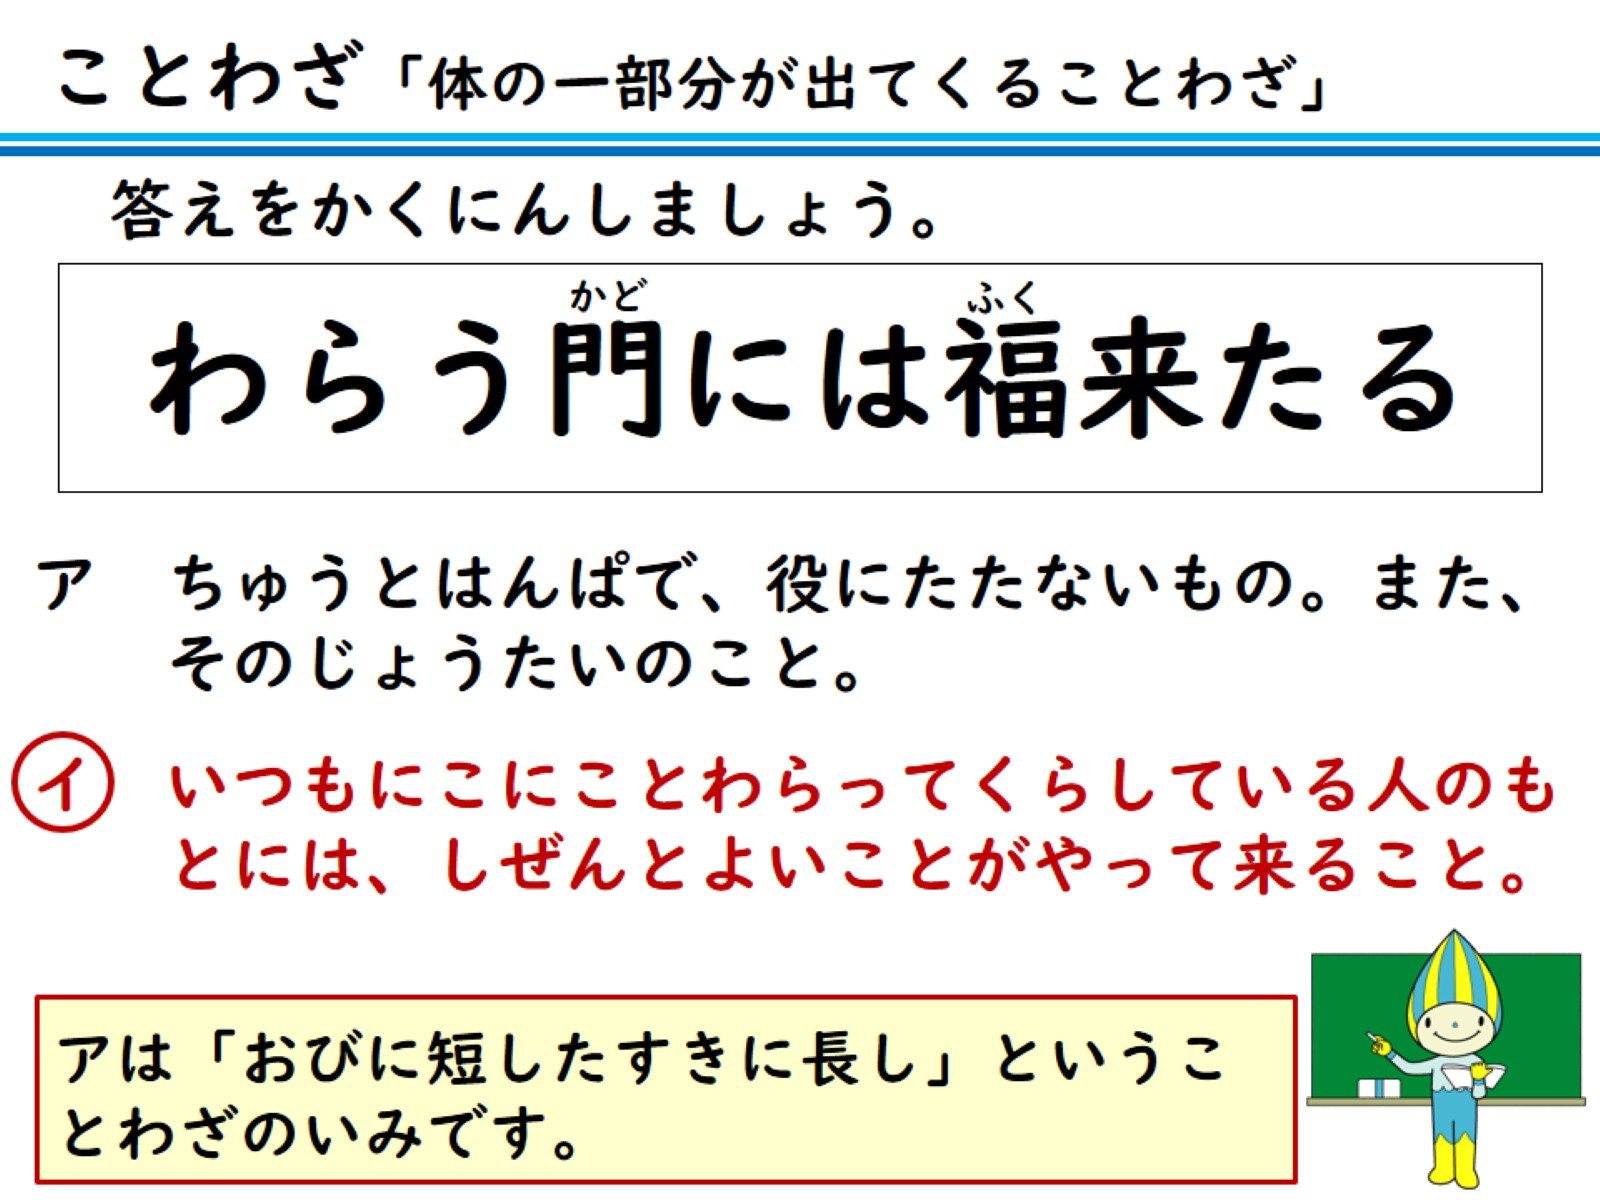 ことわざ「体の一部分が出てくることわざ」
答えをかくにんしましょう。
かど ふく
わらう門には福来たる
ア ちゅうとはんぱで、役にたたないもの。また、
そのじょうたいのこと。
イ いつもにこにことわらってくらしている人のも
とには、しぜんとよいことがやって来ること。
アは「おびに短したすきに長し」というこ
とわざのいみです。